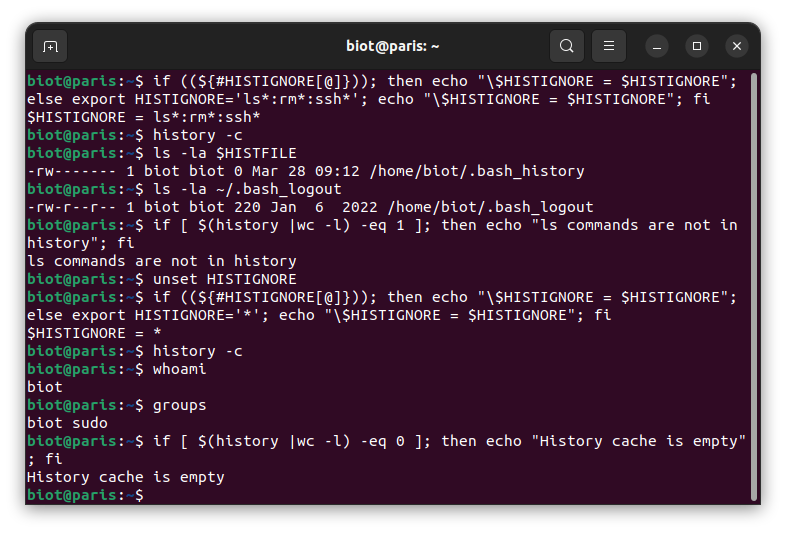 biot@paris: ~
biot@paris:~$ if ((${#HISTIGNORE[@]})); then echo "\$HISTIGNORE = $HISTIGNORE";
else export HISTIGNORE='ls*:rm*:ssh*'; echo "\$HISTIGNORE = $HISTIGNORE"; fi
$HISTIGNORE = ls*:rm*:ssh*
biot@paris:~$ history -c
biot@paris:~$ ls -la $HISTFILE
-rw------- 1 biot biot 0 Mar 28 09:12 /home/biot/.bash_history
biot@paris:~$ ls -la ~/.bash_logout
-rw-r--r-- 1 biot biot 220 Jan  6  2022 /home/biot/.bash_logout
biot@paris:~$ if [ $(history |wc -l) -eq 1 ]; then echo "ls commands are not in
history"; fi
ls commands are not in history
biot@paris:~$ unset HISTIGNORE
biot@paris:~$ if ((${#HISTIGNORE[@]})); then echo "\$HISTIGNORE = $HISTIGNORE";
else export HISTIGNORE='*'; echo "\$HISTIGNORE = $HISTIGNORE"; fi
$HISTIGNORE = *
biot@paris:~$ history -c
biot@paris:~$ whoami
biot
biot@paris:~$ groups
biot sudo
biot@paris:~$ if [ $(history |wc -l) -eq 0 ]; then echo "History cache is empty"
; fi
History cache is empty
biot@paris:~$